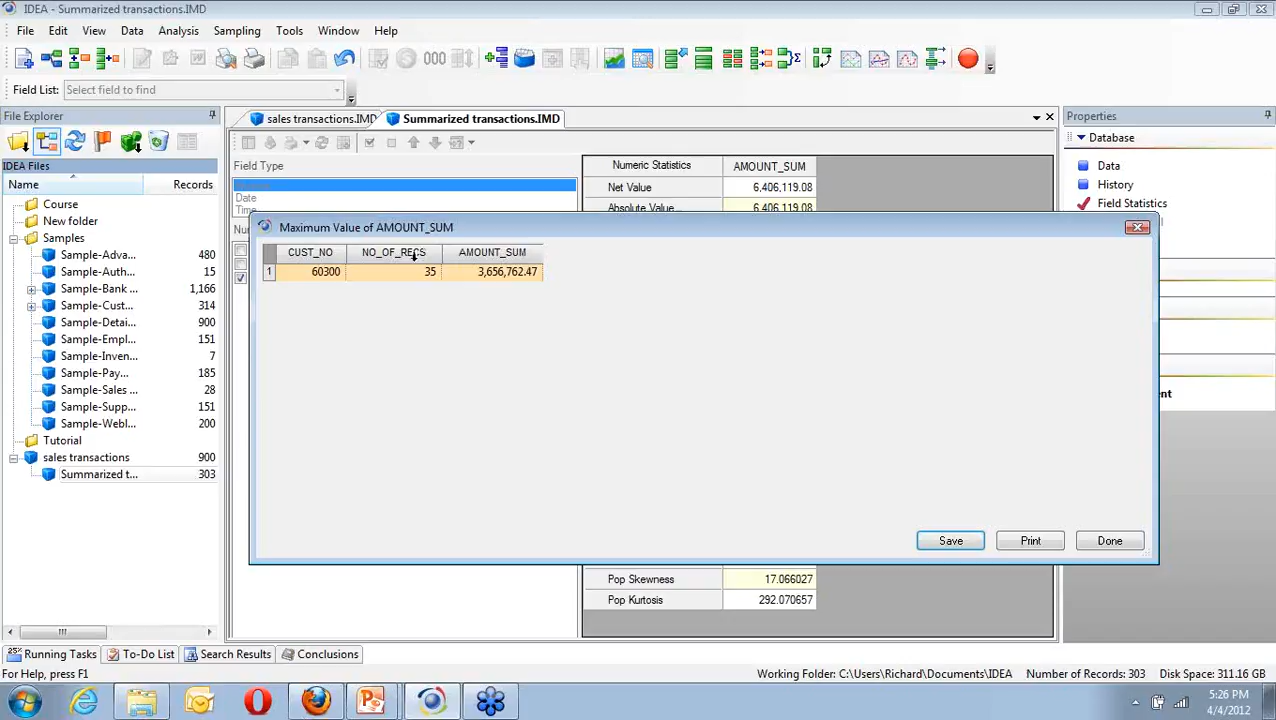 IDEA - Summarized transactions.IMD
File Edit View Data Analysis Sampling Tools Window Help
Field List: Select field to find
File Explorer
sales transactions.IMD Summarized transactions.IMD
Properties
Database
IDEA Files
Name Records
Field Type
Date
Time
Numeric Statistics AMOUNT_SUM
Net Value 6,406,119.08
Absolute Value 6,406,119.08
Data
History
Field Statistics
Course
New folder
Samples
Sample-Adva... 480
Sample-Auth... 15
Sample-Bank ... 1,166
Sample-Cust... 314
Sample-Detai... 900
Sample-Empl... 151
Sample-Inven... 7
Sample-Pay... 185
Sample-Sales ... 28
Sample-Supp... 151
Sample-Webl... 200
Tutorial
sales transactions 900
Summarized t... 303
Maximum Value of AMOUNT_SUM
CUST_NO NO_OF_RECS AMOUNT_SUM
1 60300 35 3,656,762.47
Save Print Done
Pop Skewness 17.066027
Pop Kurtosis 292.070657
Running Tasks To-Do List Search Results Conclusions
For Help, press F1
Working Folder: C:\Users\Richard\Documents\IDEA Number of Records: 303 Disk Space: 311.16 GB
5:26 PM
4/4/2012